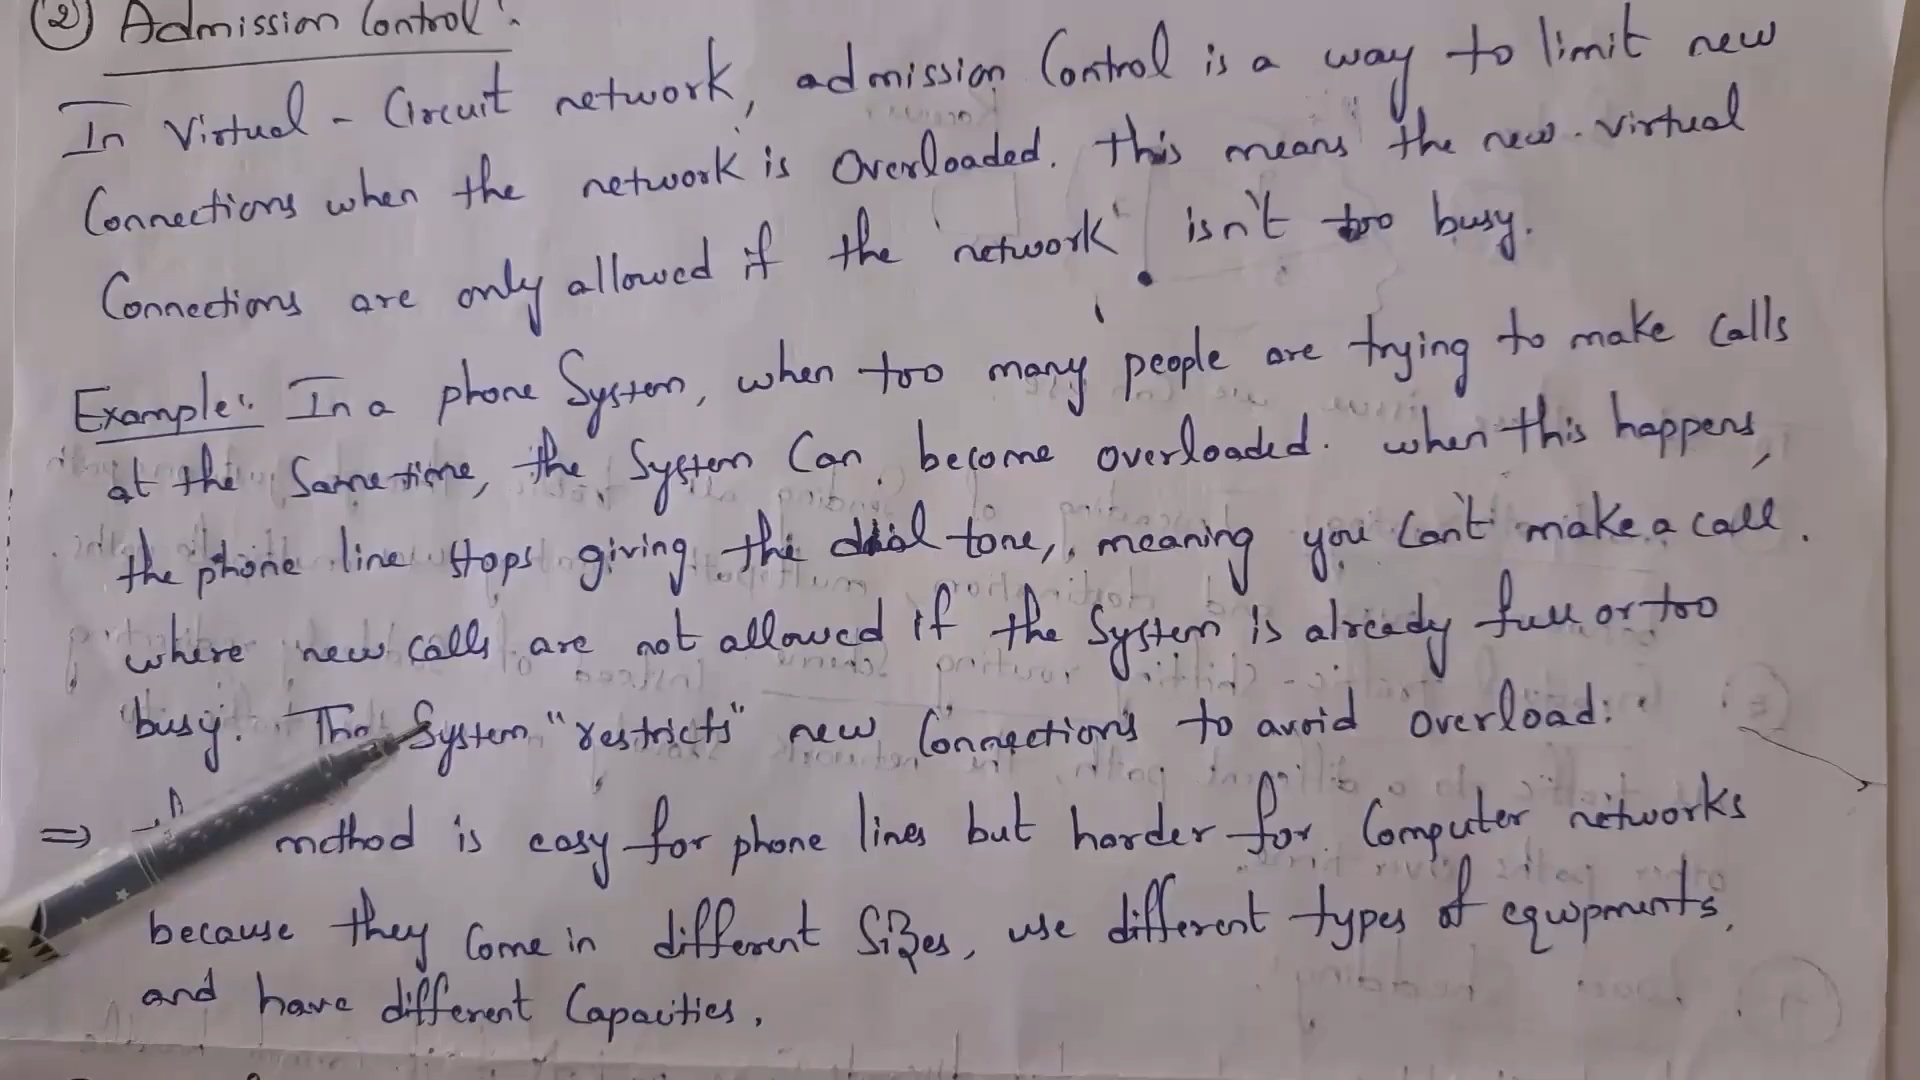 (2) Admission Control:
In Virtual - Circuit network, admission Control is a way to limit new
Connections when the network is Overloaded. this means the new virtual
Connections are only allowed if the network isn't too busy.
Example: In a phone System, when too many people are trying to make calls
at the Same time, the System Can become overloaded. when this happens,
the phone line stops giving the dial tone, meaning you Can't make a call.
where new calls are not allowed if the System is already full or too
busy. The System "restricts" new Connections to avoid overload.
⇒ method is easy for phone lines but harder for Computer networks
because they Come in different Sizes, use different types of equipments,
and have different Capacities.